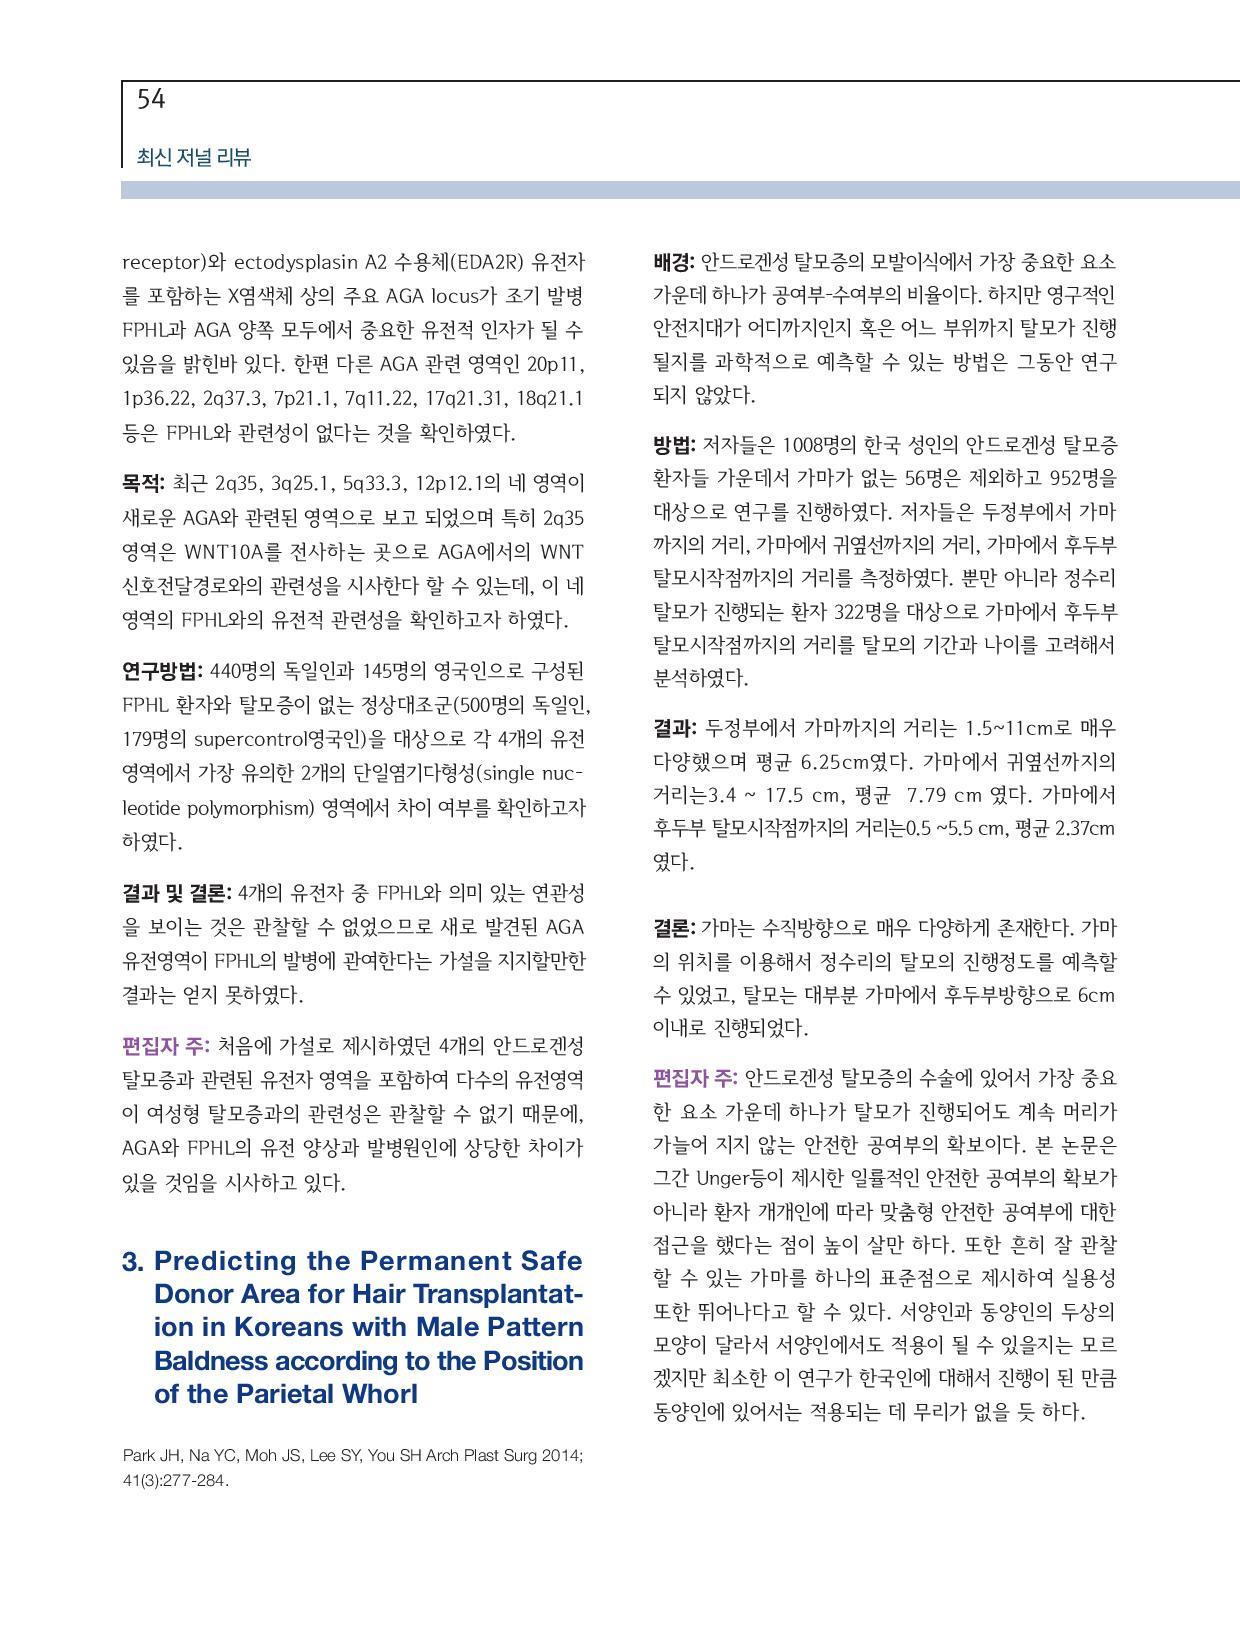 54
최신 저널 리뷰
receptor)와 ectodysplasin A2 수용체(EDA2R) 유전자
를 포함하는 X염색체 상의 주요 AGA locus가 조기 발병
FPHL과 AGA 양쪽 모두에서 중요한 유전적 인자가 될 수
있음을 밝힌바 있다. 한편 다른 AGA 관련 영역인 20p11,
1p36.22, 2q37.3, 7p21.1, 7q11.22, 17q21.31, 18q21.1
등은 FPHL와 관련성이 없다는 것을 확인하였다.
목적: 최근 2q35, 3q25.1, 5q33.3, 12p12.1의 네 영역이
새로운 AGA와 관련된 영역으로 보고 되었으며 특히 2q35
영역은 WNT10A를 전사하는 곳으로 AGA에서의 WNT
신호전달경로와의 관련성을 시사한다 할 수 있는데, 이 네
영역의 FPHL와의 유전적 관련성을 확인하고자 하였다.
연구방법: 440명의 독일인과 145명의 영국인으로 구성된
FPHL 환자와 탈모증이 없는 정상대조군(500명의 독일인,
179명의 supercontrol영국인)을 대상으로 각 4개의 유전
영역에서 가장 유의한 2개의 단일염기다형성(single nuc-
leotide polymorphism) 영역에서 차이 여부를 확인하고자
하였다.
결과 및 결론: 4개의 유전자 중 FPHL와 의미 있는 연관성
을 보이는 것은 관찰할 수 없었으므로 새로 발견된 AGA
유전영역이 FPHL의 발병에 관여한다는 가설을 지지할만한
결과는 얻지 못하였다.
편집자 주: 처음에 가설로 제시하였던 4개의 안드로겐성
탈모증과 관련된 유전자 영역을 포함하여 다수의 유전영역
이 여성형 탈모증과의 관련성은 관찰할 수 없기 때문에,
AGA와 FPHL의 유전 양상과 발병원인에 상당한 차이가
있을 것임을 시사하고 있다.
3. Predicting the Permanent Safe
Donor Area for Hair Transplantat-
ion in Koreans with Male Pattern
Baldness according to the Position
of the Parietal Whorl
Park JH, Na YC, Moh JS, Lee SY, You SH Arch Plast Surg 2014;
41(3):277-284.
배경: 안드로겐성 탈모증의 모발이식에서 가장 중요한 요소
가운데 하나가 공여부-수여부의 비율이다. 하지만 영구적인
안전지대가 어디까지인지 혹은 어느 부위까지 탈모가 진행
될지를 과학적으로 예측할 수 있는 방법은 그동안 연구
되지 않았다.
방법: 저자들은 1008명의 한국 성인의 안드로겐성 탈모증
환자들 가운데서 가마가 없는 56명은 제외하고 952명을
대상으로 연구를 진행하였다. 저자들은 두정부에서 가마
까지의 거리, 가마에서 귀옆선까지의 거리, 가마에서 후두부
탈모시작점까지의 거리를 측정하였다. 뿐만 아니라 정수리
탈모가 진행되는 환자 322명을 대상으로 가마에서 후두부
탈모시작점까지의 거리를 탈모의 기간과 나이를 고려해서
분석하였다.
결과: 두정부에서 가마까지의 거리는 1.5~11cm로 매우
다양했으며 평균 6.25cm였다. 가마에서 귀옆선까지의
거리는3.4 ~ 17.5 cm, 평균 7.79 cm 였다. 가마에서
후두부 탈모시작점까지의 거리는0.5 ~5.5 cm, 평균 2.37cm
였다.
결론: 가마는 수직방향으로 매우 다양하게 존재한다. 가마
의 위치를 이용해서 정수리의 탈모의 진행정도를 예측할
수 있었고, 탈모는 대부분 가마에서 후두부방향으로 6cm
이내로 진행되었다.
편집자 주: 안드로겐성 탈모증의 수술에 있어서 가장 중요
한 요소 가운데 하나가 탈모가 진행되어도 계속 머리가
가늘어 지지 않는 안전한 공여부의 확보이다. 본 논문은
그간 Unger등이 제시한 일률적인 안전한 공여부의 확보가
아니라 환자 개개인에 따라 맞춤형 안전한 공여부에 대한
접근을 했다는 점이 높이 살만 하다. 또한 흔히 잘 관찰
할 수 있는 가마를 하나의 표준점으로 제시하여 실용성
또한 뛰어나다고 할 수 있다. 서양인과 동양인의 두상의
모양이 달라서 서양인에서도 적용이 될 수 있을지는 모르
겠지만 최소한 이 연구가 한국인에 대해서 진행이 된 만큼
동양인에 있어서는 적용되는 데 무리가 없을 듯 하다.